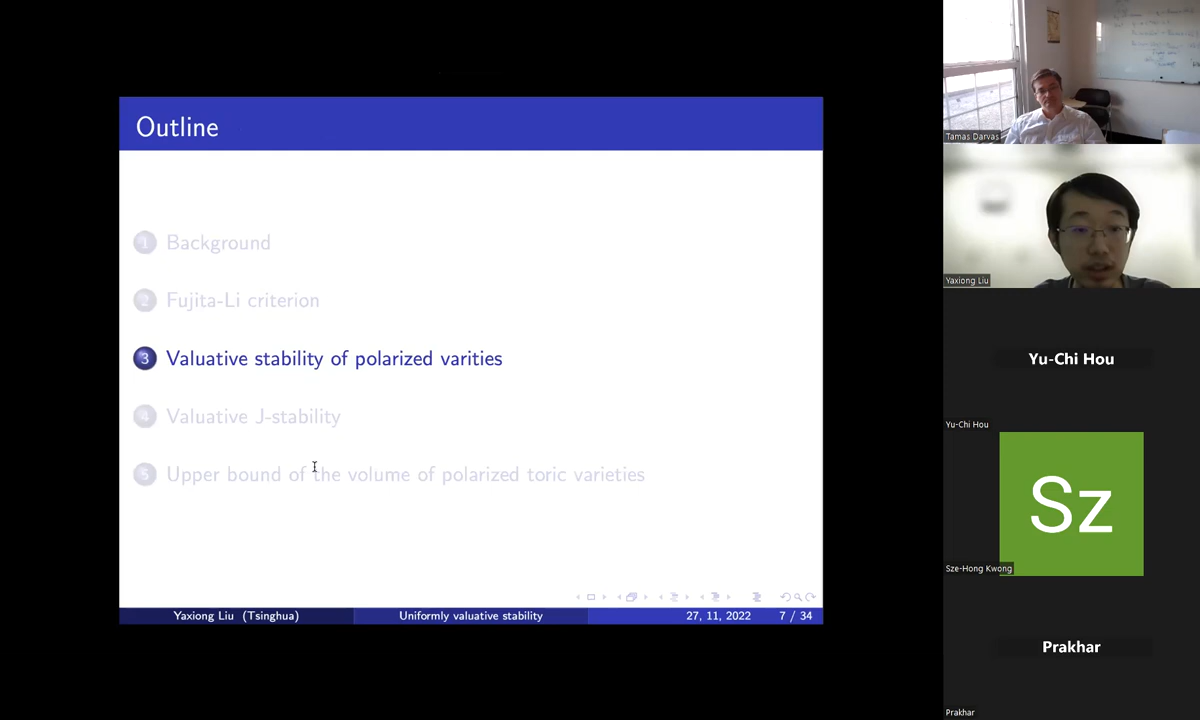 Outline
1 Background
2 Fujita-Li criterion
3 Valuative stability of polarized varities
4 Valuative J-stability
5 Upper bound of the volume of polarized toric varieties
Yaxiong Liu (Tsinghua) Uniformly valuative stability 27, 11, 2022 7 / 34
Tamas Darvas
Yaxiong Liu
Yu-Chi Hou
Yu-Chi Hou
Sz
Sze-Hong Kwong
Prakhar
Prakhar